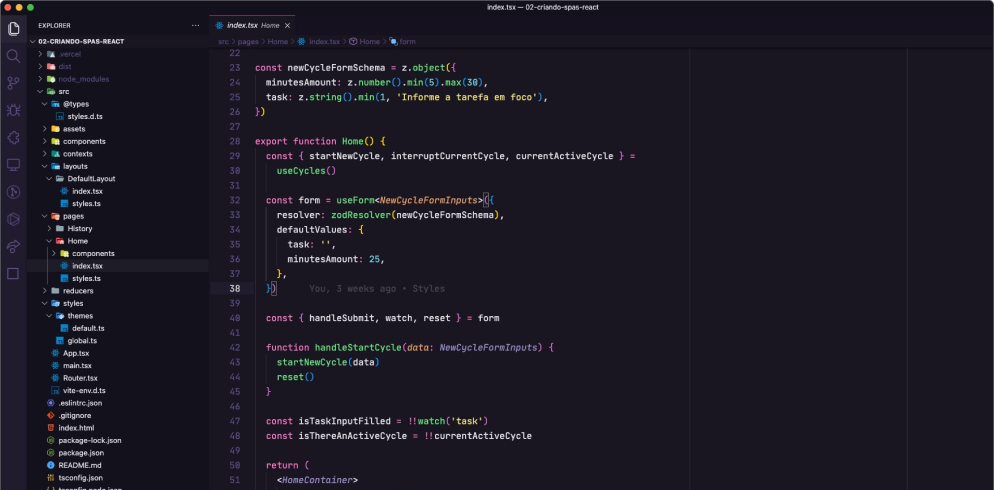 index.tsx — 02-criando-spas-react
EXPLORER
···
02-CRIANDO-SPAS-REACT
.vercel
dist
node_modules
src
@types
styles.d.ts
assets
components
contexts
layouts
DefaultLayout
index.tsx
styles.ts
pages
History
Home
components
index.tsx
styles.ts
reducers
styles
themes
default.ts
global.ts
App.tsx
main.tsx
Router.tsx
vite-env.d.ts
.eslintrc.json
.gitignore
index.html
package-lock.json
package.json
README.md
tsconfig.json
tsconfig.node.json
index.tsx Home ×
src > pages > Home > index.tsx > Home > form
22
23 const newCycleFormSchema = z.object({
24 minutesAmount: z.number().min(5).max(30),
25 task: z.string().min(1, 'Informe a tarefa em foco'),
26 })
27
28 export function Home() {
29 const { startNewCycle, interruptCurrentCycle, currentActiveCycle } =
30 useCycles()
31
32 const form = useForm<NewCycleFormInputs>({
33 resolver: zodResolver(newCycleFormSchema),
34 defaultValues: {
35 task: '',
36 minutesAmount: 25,
37 },
38 }) You, 3 weeks ago • Styles
39
40 const { handleSubmit, watch, reset } = form
41
42 function handleStartCycle(data: NewCycleFormInputs) {
43 startNewCycle(data)
44 reset()
45 }
46
47 const isTaskInputFilled = !!watch('task')
48 const isThereAnActiveCycle = !!currentActiveCycle
49
50 return (
51 <HomeContainer>